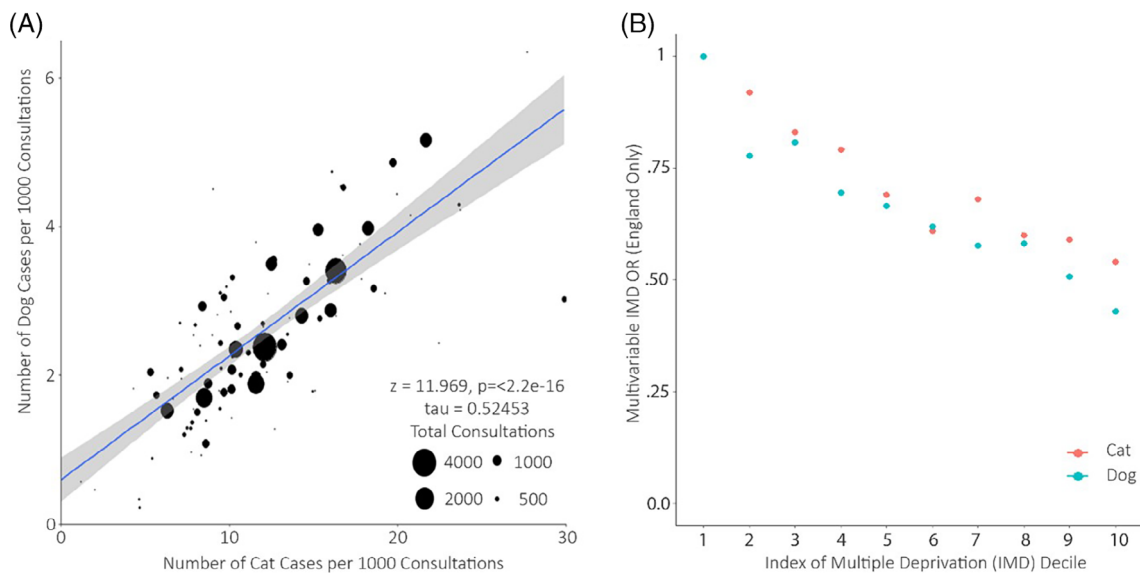 (A)
Number of Dog Cases per 1000 Consultations
6
4
2
0
z = 11.969, p=<2.2e-16
tau = 0.52453
Total Consultations
4000 1000
2000 500
0 10 20 30
Number of Cat Cases per 1000 Consultations
(B)
Multivariable IMD OR (England Only)
1
.75
.50
.25
0.0
Cat
Dog
1 2 3 4 5 6 7 8 9 10
Index of Multiple Deprivation (IMD) Decile